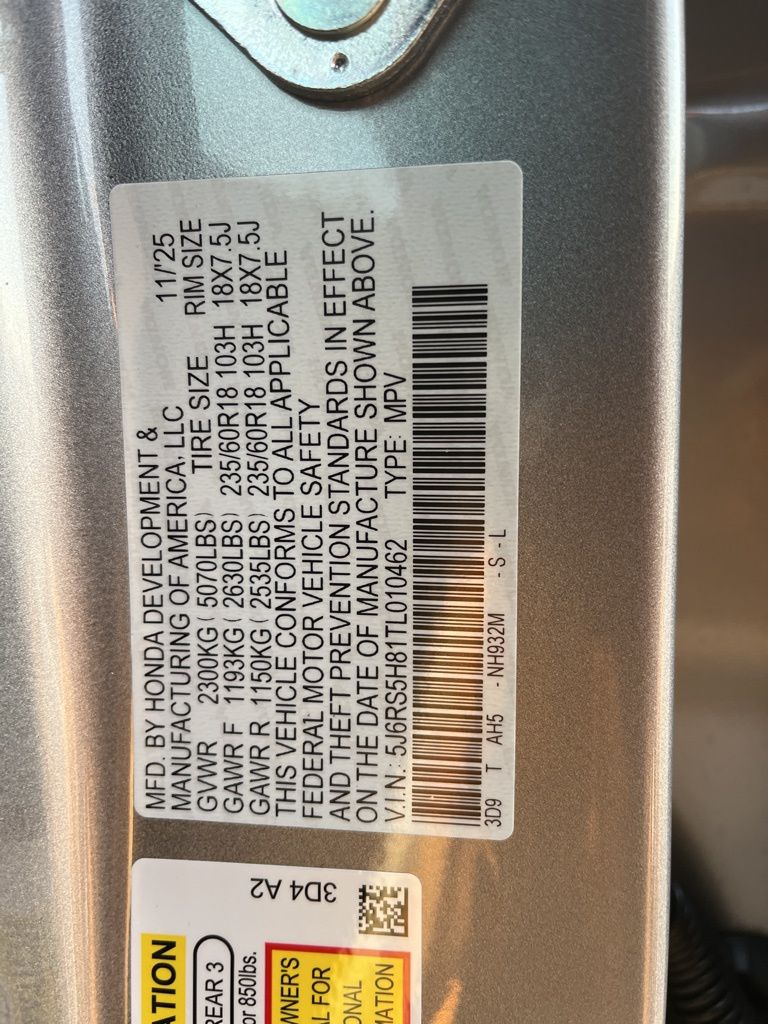 MFD. BY HONDA DEVELOPMENT &
MANUFACTURING OF AMERICA, LLC 11/'25
GVWR 2300KG ( 5070LBS) TIRE SIZE RIM SIZE
GAWR F 1193KG ( 2630LBS) 235/60R18 103H 18X7.5J
GAWR R 1150KG ( 2535LBS) 235/60R18 103H 18X7.5J
THIS VEHICLE CONFORMS TO ALL APPLICABLE
FEDERAL MOTOR VEHICLE SAFETY
AND THEFT PREVENTION STANDARDS IN EFFECT
ON THE DATE OF MANUFACTURE SHOWN ABOVE.
V.I.N.: 5J6RS5H81TL010462 TYPE: MPV
3D9 T AH5 - NH932M - S - L
3D4 A2
REAR 3
850lbs.